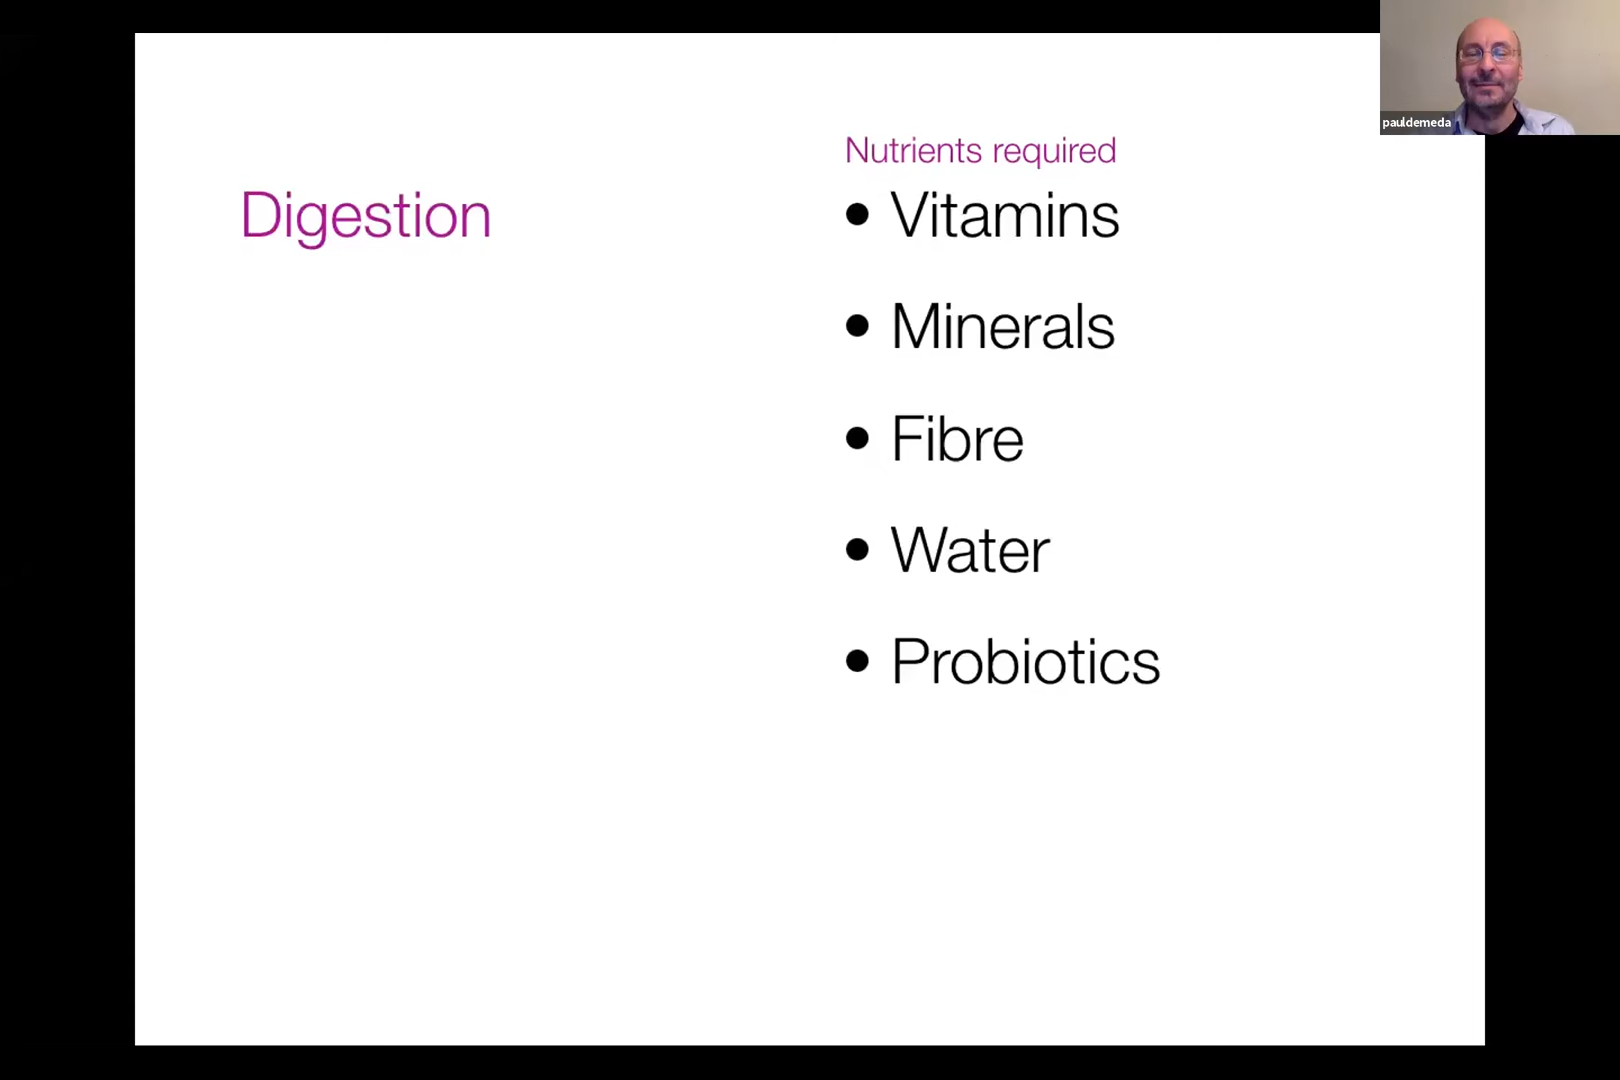 pauldemeda
Nutrients required
Digestion
• Vitamins
• Minerals
• Fibre
• Water
• Probiotics